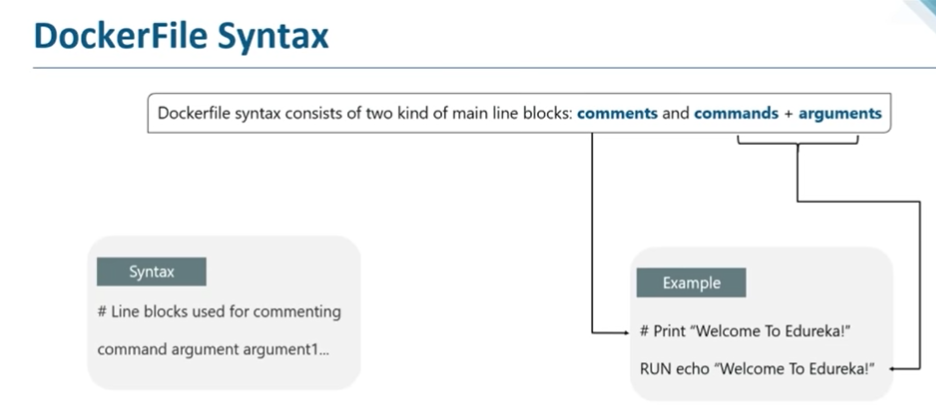 DockerFile Syntax
Dockerfile syntax consists of two kind of main line blocks: comments and commands + arguments
Syntax
# Line blocks used for commenting
command argument argument1...
Example
# Print “Welcome To Edureka!”
RUN echo “Welcome To Edureka!”